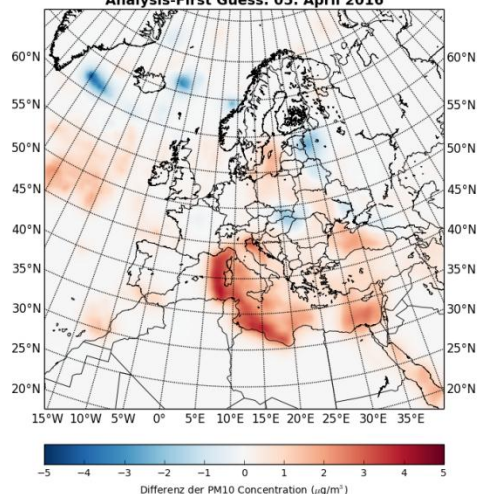 Analysis-First Guess: 05. April 2016
60°N 60°N
55°N 55°N
50°N 50°N
45°N 45°N
40°N 40°N
35°N 35°N
30°N 30°N
25°N 25°N
20°N 20°N
15°W 10°W 5°W 0° 5°E 10°E 15°E 20°E 25°E 30°E 35°E
−5 −4 −3 −2 −1 0 1 2 3 4 5
Differenz der PM10 Concentration (μg/m³)